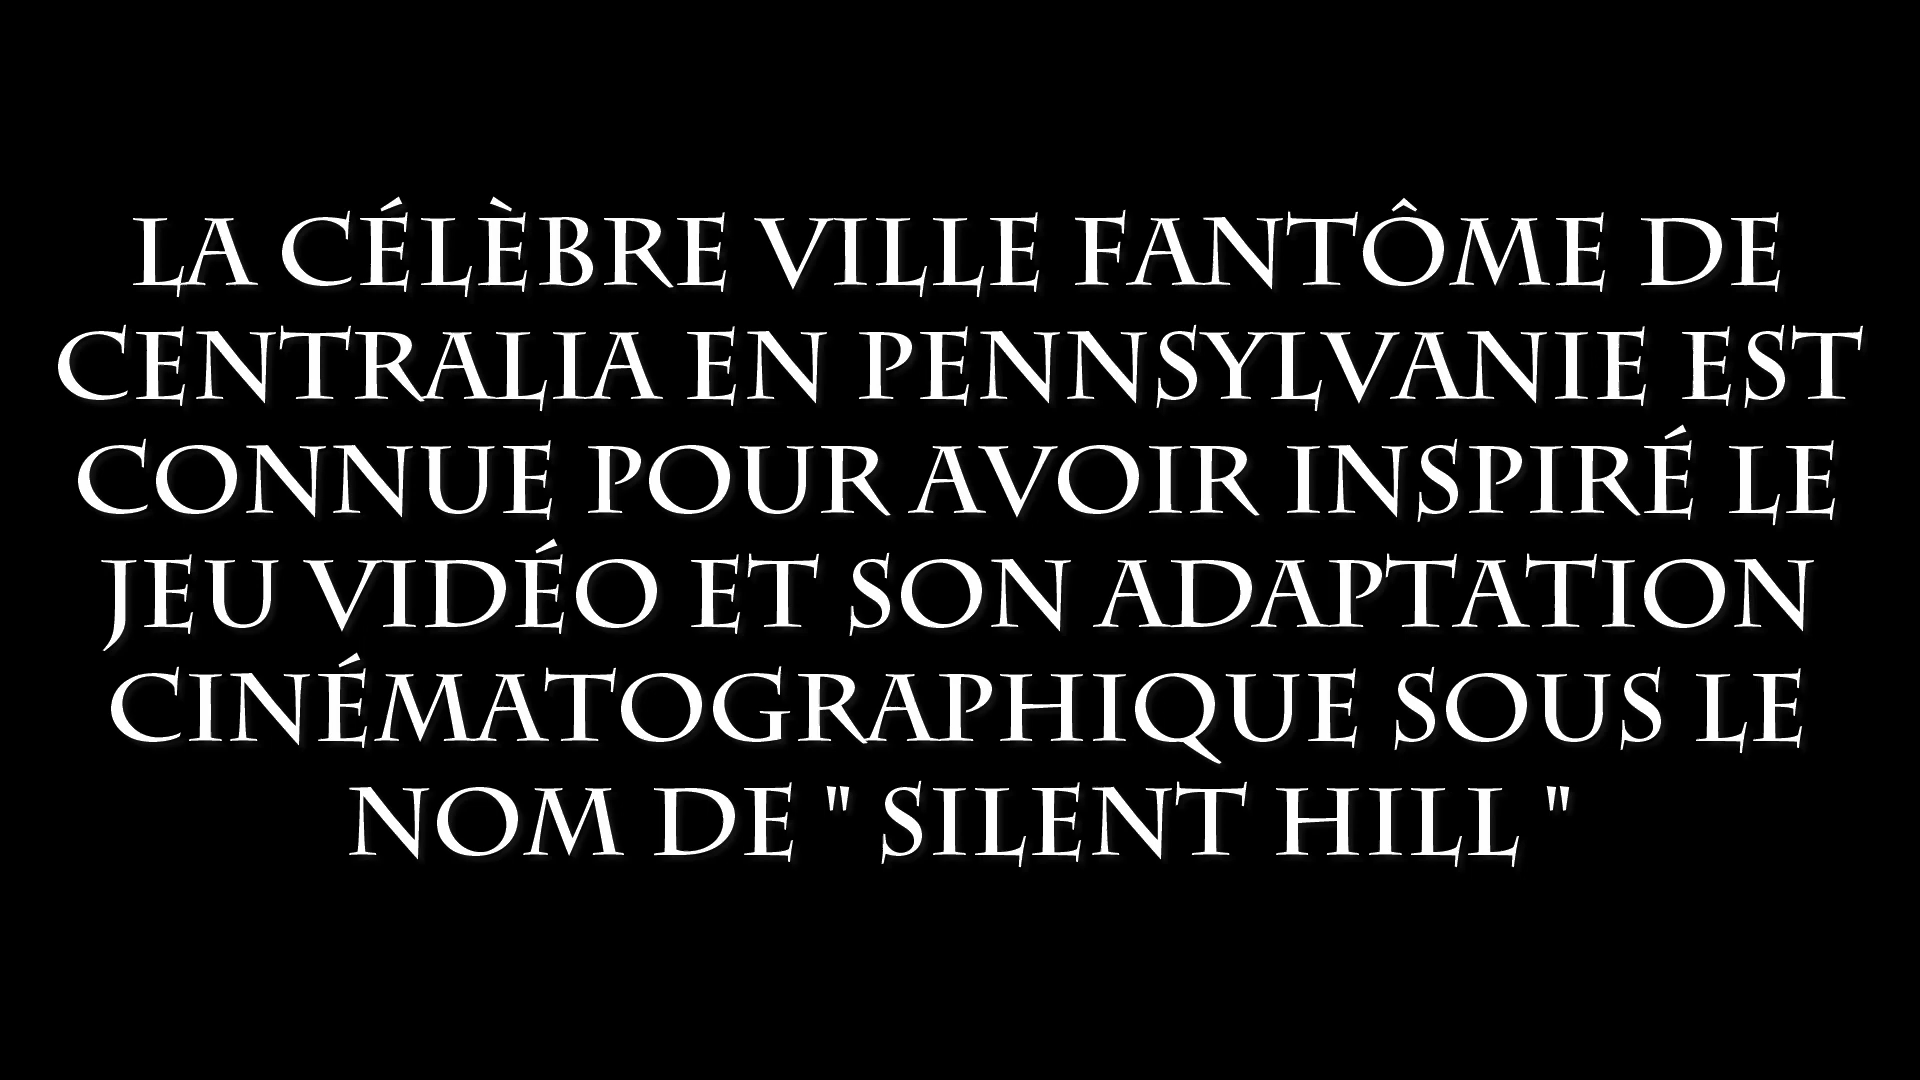 LA CÉLÈBRE VILLE FANTÔME DE
CENTRALIA EN PENNSYLVANIE EST
CONNUE POUR AVOIR INSPIRÉ LE
JEU VIDÉO ET SON ADAPTATION
CINÉMATOGRAPHIQUE SOUS LE
NOM DE " SILENT HILL "